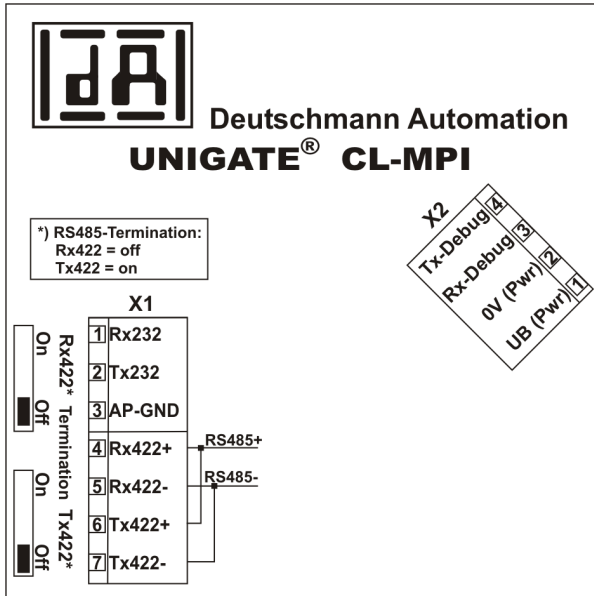 dA
Deutschmann Automation
UNIGATE® CL-MPI
*) RS485-Termination:
Rx422 = off
Tx422 = on
X2
Tx-Debug 4
Rx-Debug 3
0V (Pwr) 2
UB (Pwr) 1
X1
1 Rx232
2 Tx232
3 AP-GND
4 Rx422+
5 Rx422-
6 Tx422+
7 Tx422-
RS485+
RS485-
On Off
On Off
Rx422* Termination Tx422*